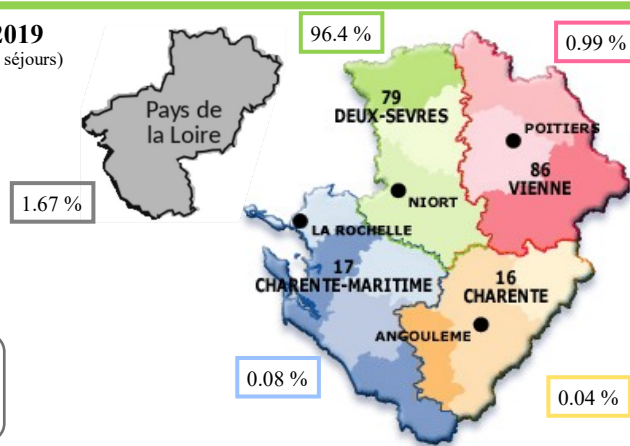 2019
séjours)
96.4 %
0.99 %
Pays de
la Loire
79
DEUX-SEVRES
POITIERS
86
VIENNE
1.67 %
NIORT
LA ROCHELLE
17
CHARENTE-MARITIME
16
CHARENTE
ANGOULEME
0.08 %
0.04 %